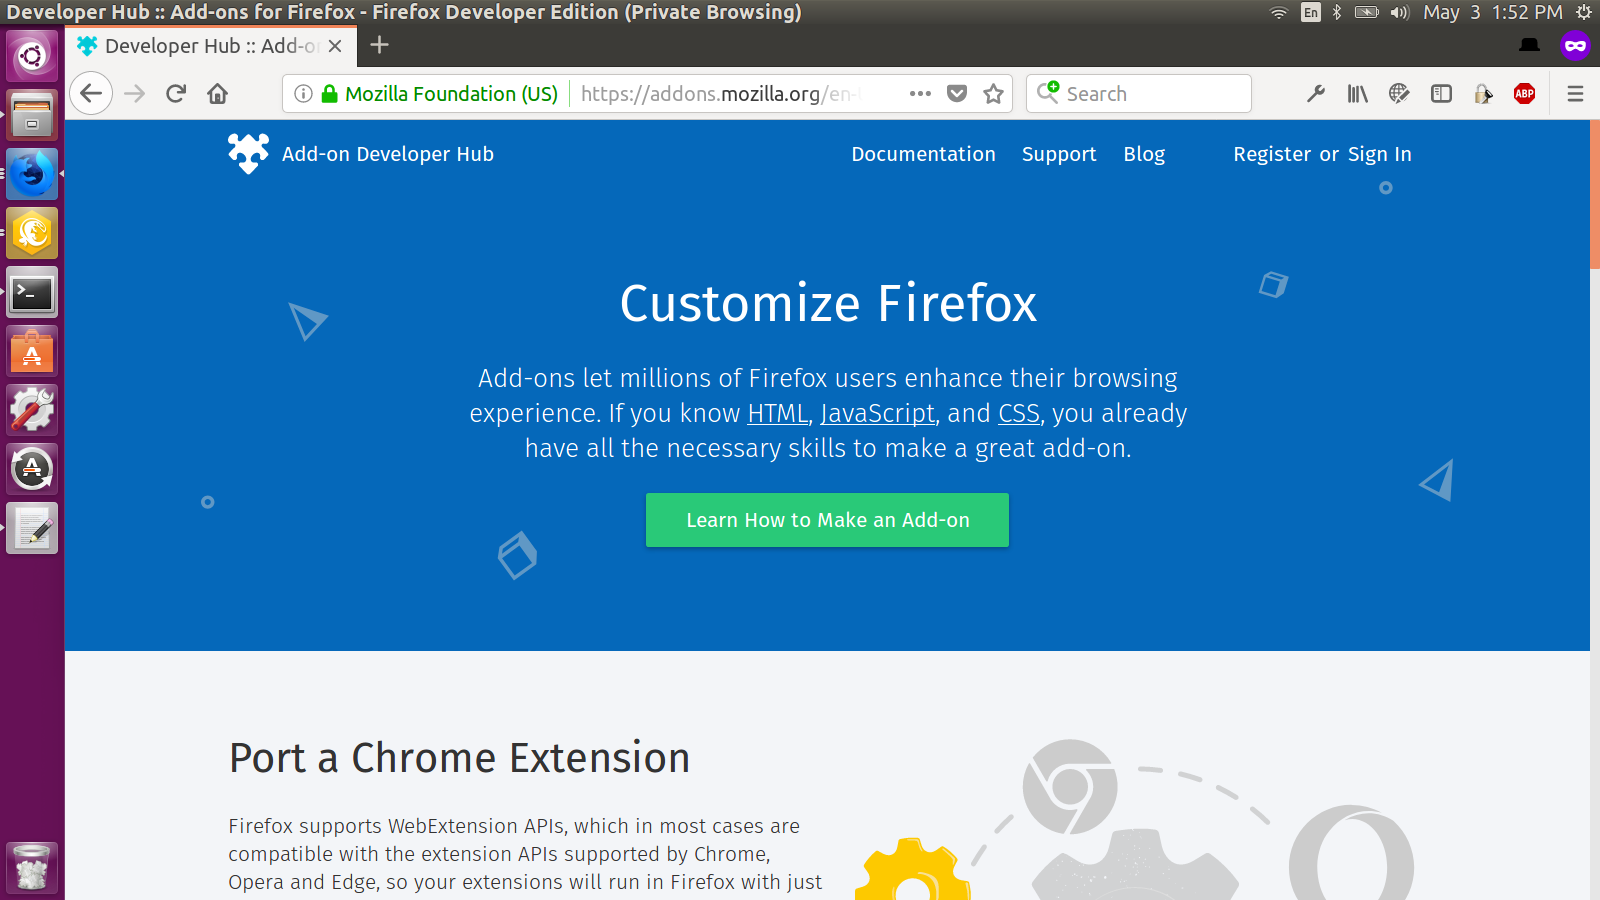 Developer Hub :: Add-ons for Firefox - Firefox Developer Edition (Private Browsing)
En
May 3 1:52 PM
Developer Hub :: Add-on
Mozilla Foundation (US)
https://addons.mozilla.org/en-
Search
ABP
Add-on Developer Hub
Documentation
Support
Blog
Register or Sign In
Customize Firefox
Add-ons let millions of Firefox users enhance their browsing
experience. If you know HTML, JavaScript, and CSS, you already
have all the necessary skills to make a great add-on.
Learn How to Make an Add-on
Port a Chrome Extension
Firefox supports WebExtension APIs, which in most cases are
compatible with the extension APIs supported by Chrome,
Opera and Edge, so your extensions will run in Firefox with just